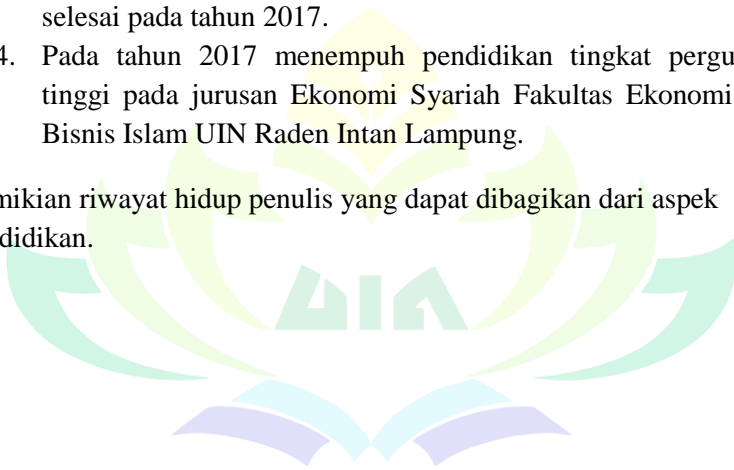 selesai pada tahun 2017.
4. Pada tahun 2017 menempuh pendidikan tingkat pergu
tinggi pada jurusan Ekonomi Syariah Fakultas Ekonomi
Bisnis Islam UIN Raden Intan Lampung.
mikian riwayat hidup penulis yang dapat dibagikan dari aspek
didikan.
UIN